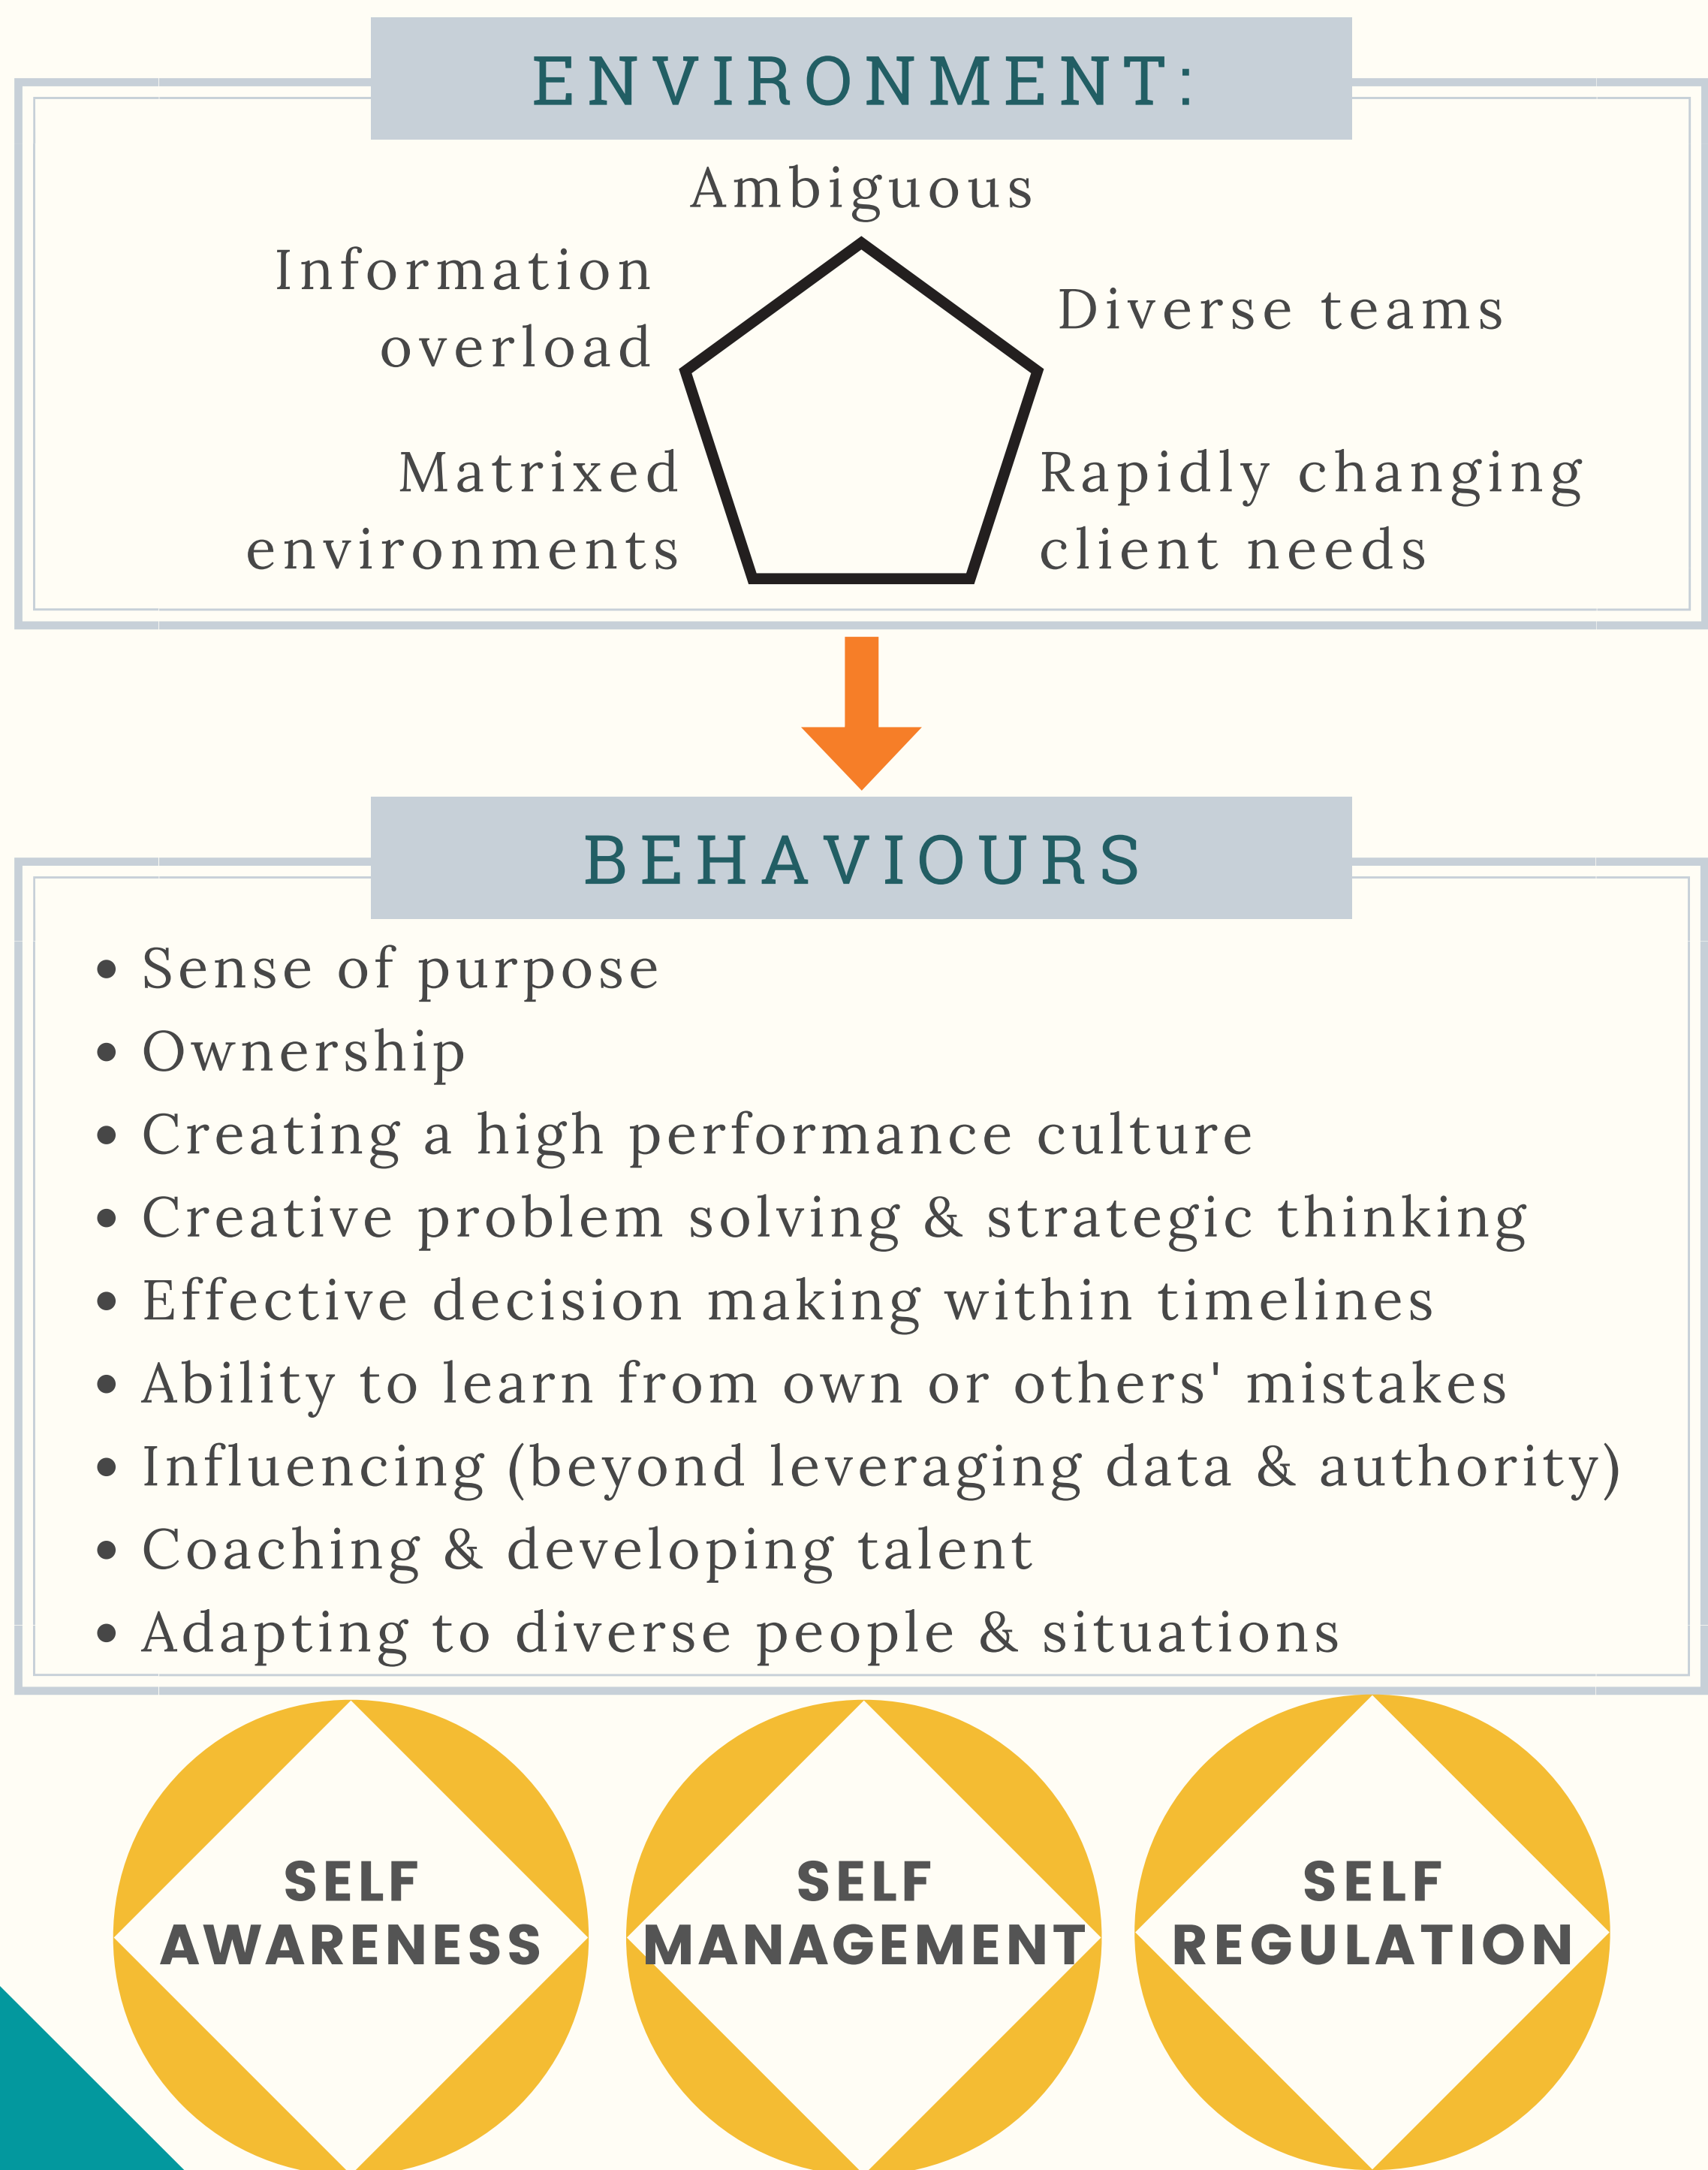 ENVIRONMENT:
Ambiguous
Information
overload
Diverse teams
Matrixed
environments
Rapidly changing
client needs
BEHAVIOURS
• Sense of purpose
• Ownership
• Creating a high performance culture
• Creative problem solving & strategic thinking
• Effective decision making within timelines
• Ability to learn from own or others' mistakes
• Influencing (beyond leveraging data & authority)
• Coaching & developing talent
• Adapting to diverse people & situations
SELF
AWARENESS
SELF
MANAGEMENT
SELF
REGULATION